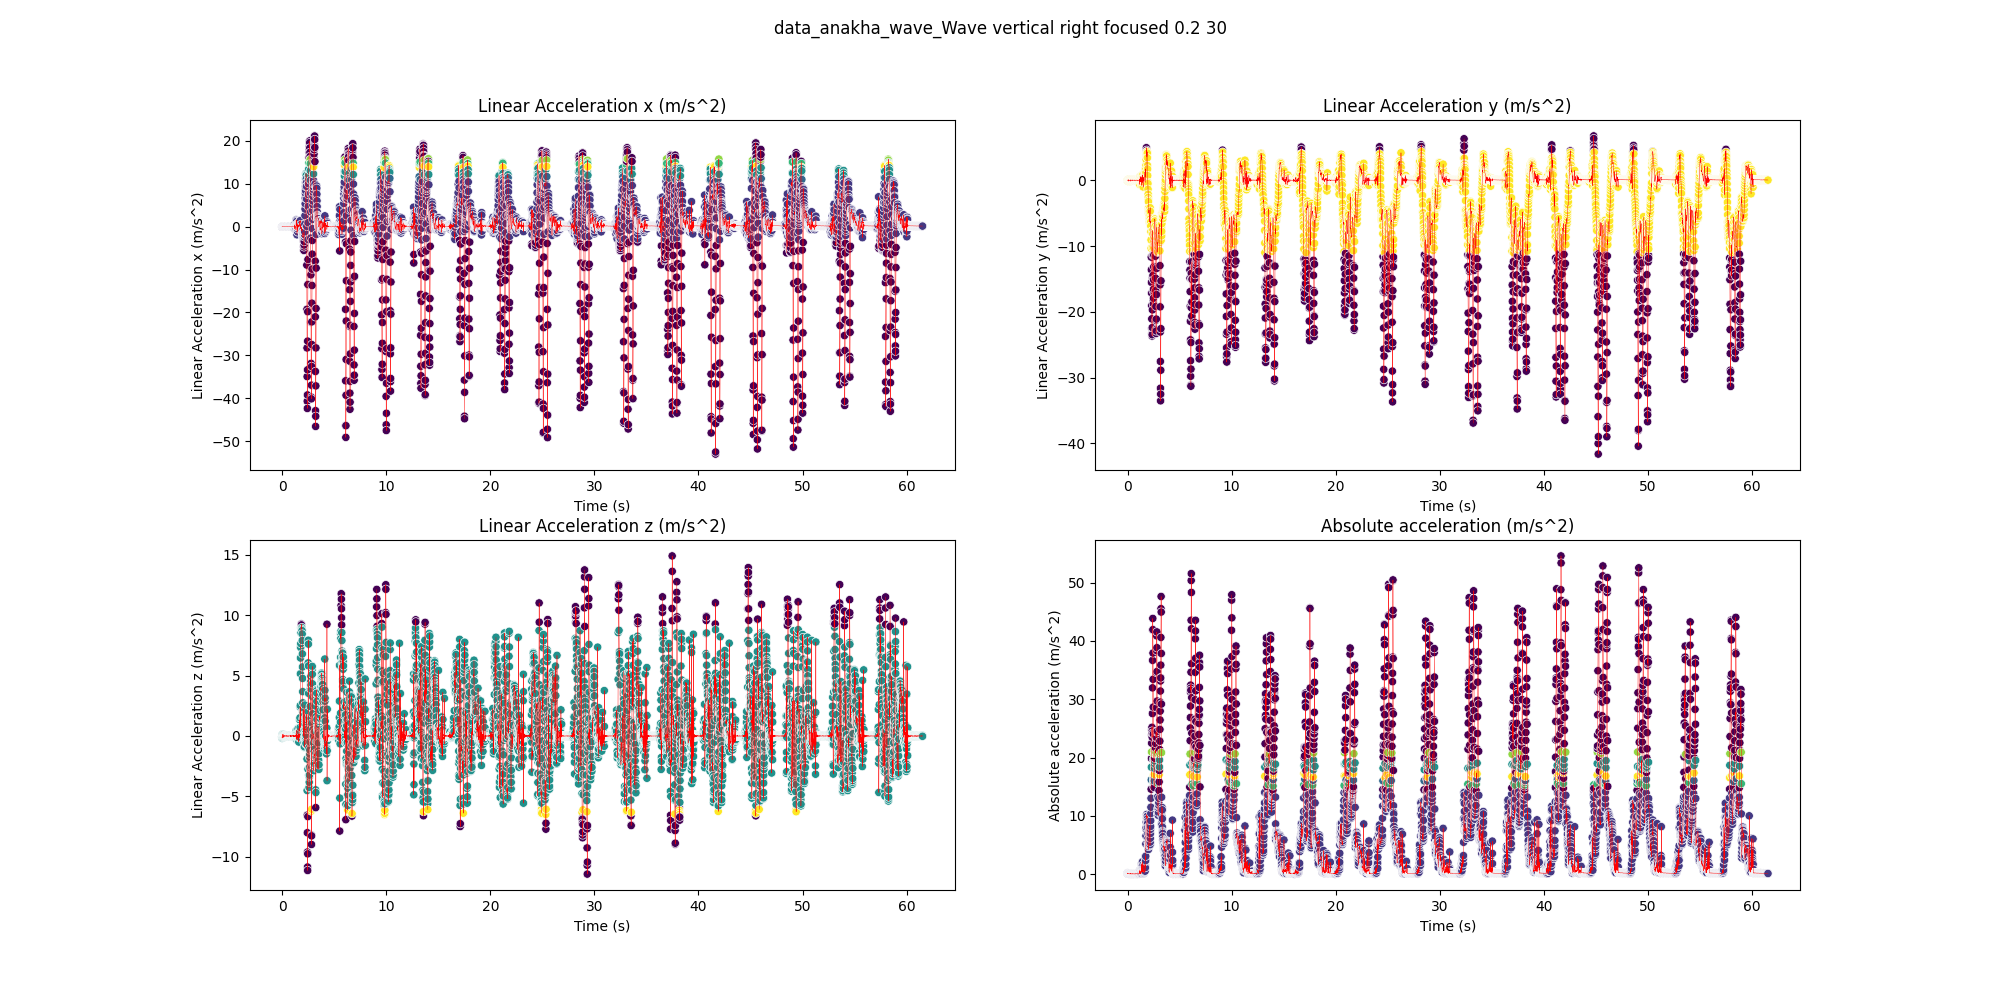 data_anakha_wave_Wave vertical right focused 0.2 30
Linear Acceleration x (m/s^2)
Linear Acceleration x (m/s^2)
20
10
0
−10
−20
−30
−40
−50
0 10 20 30 40 50 60
Time (s)
Linear Acceleration y (m/s^2)
Linear Acceleration y (m/s^2)
0
−10
−20
−30
−40
0 10 20 30 40 50 60
Time (s)
Linear Acceleration z (m/s^2)
Linear Acceleration z (m/s^2)
15
10
5
0
−5
−10
0 10 20 30 40 50 60
Time (s)
Absolute acceleration (m/s^2)
Absolute acceleration (m/s^2)
50
40
30
20
10
0
0 10 20 30 40 50 60
Time (s)